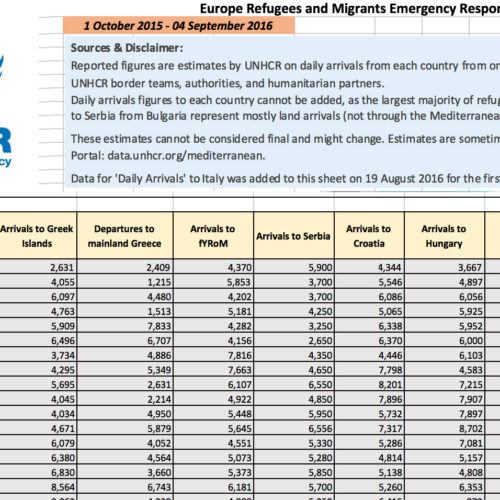 Europe Refugees and Migrants Emergency
1 October 2015 - 04 September 2016
Sources & Disclaimer:
Reported figures are estimates by UNHCR on daily arrivals from each country from
UNHCR border teams, authorities, and humanitarian partners.
Daily arrivals figures to each country cannot be added, as the largest majority of
to Serbia from Bulgaria represent mostly land arrivals (not through the
These estimates cannot be considered final and might change. Estimates are
Portal: data.unhcr.org/mediterranean.
Data for 'Daily Arrivals' to Italy was added to this sheet on 19 August 2016 for the
R
cy
Arrivals to Greek Islands Departures to mainland Greece Arrivals to fYRoM Arrivals to Serbia Arrivals to Croatia Arrivals to Hungary
2,631 2,409 4,370 5,900 4,344 3,667
4,055 1,215 5,853 3,700 5,546 4,897
6,097 4,480 4,202 3,700 6,086 6,056
4,763 1,513 5,181 4,250 5,065 5,925
5,909 7,833 4,282 3,250 6,338 5,952
6,496 6,707 4,156 2,650 6,370 6,000
3,734 4,886 7,816 4,350 4,446 6,103
4,295 5,349 7,663 4,650 7,798 4,583
5,695 2,631 6,107 6,550 8,201 7,215
4,045 2,214 4,922 4,850 7,896 7,907
4,034 4,950 5,448 5,950 5,732 7,897
4,671 5,879 5,645 6,556 7,317 8,702
6,079 4,052 4,551 5,330 5,286 7,081
6,380 4,564 5,073 5,280 4,814 5,157
6,830 3,660 5,373 5,850 5,138 4,808
8,564 6,743 6,181 5,700 5,260 6,353